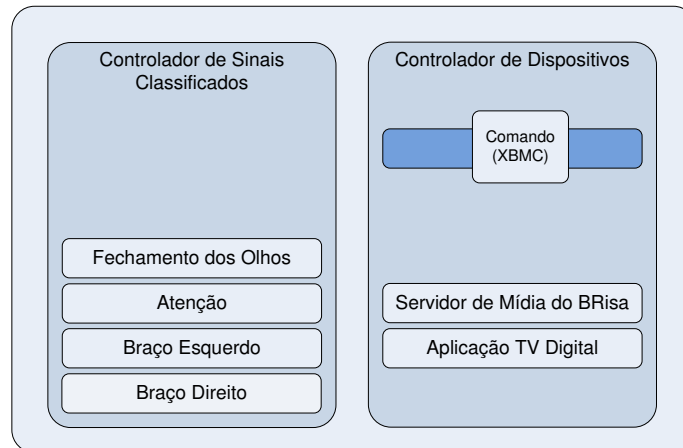 Controlador de Sinais
Classificados
Fechamento dos Olhos
Atenção
Braço Esquerdo
Braço Direito
Controlador de Dispositivos
Comando
(XBMC)
Servidor de Mídia do BRisa
Aplicação TV Digital